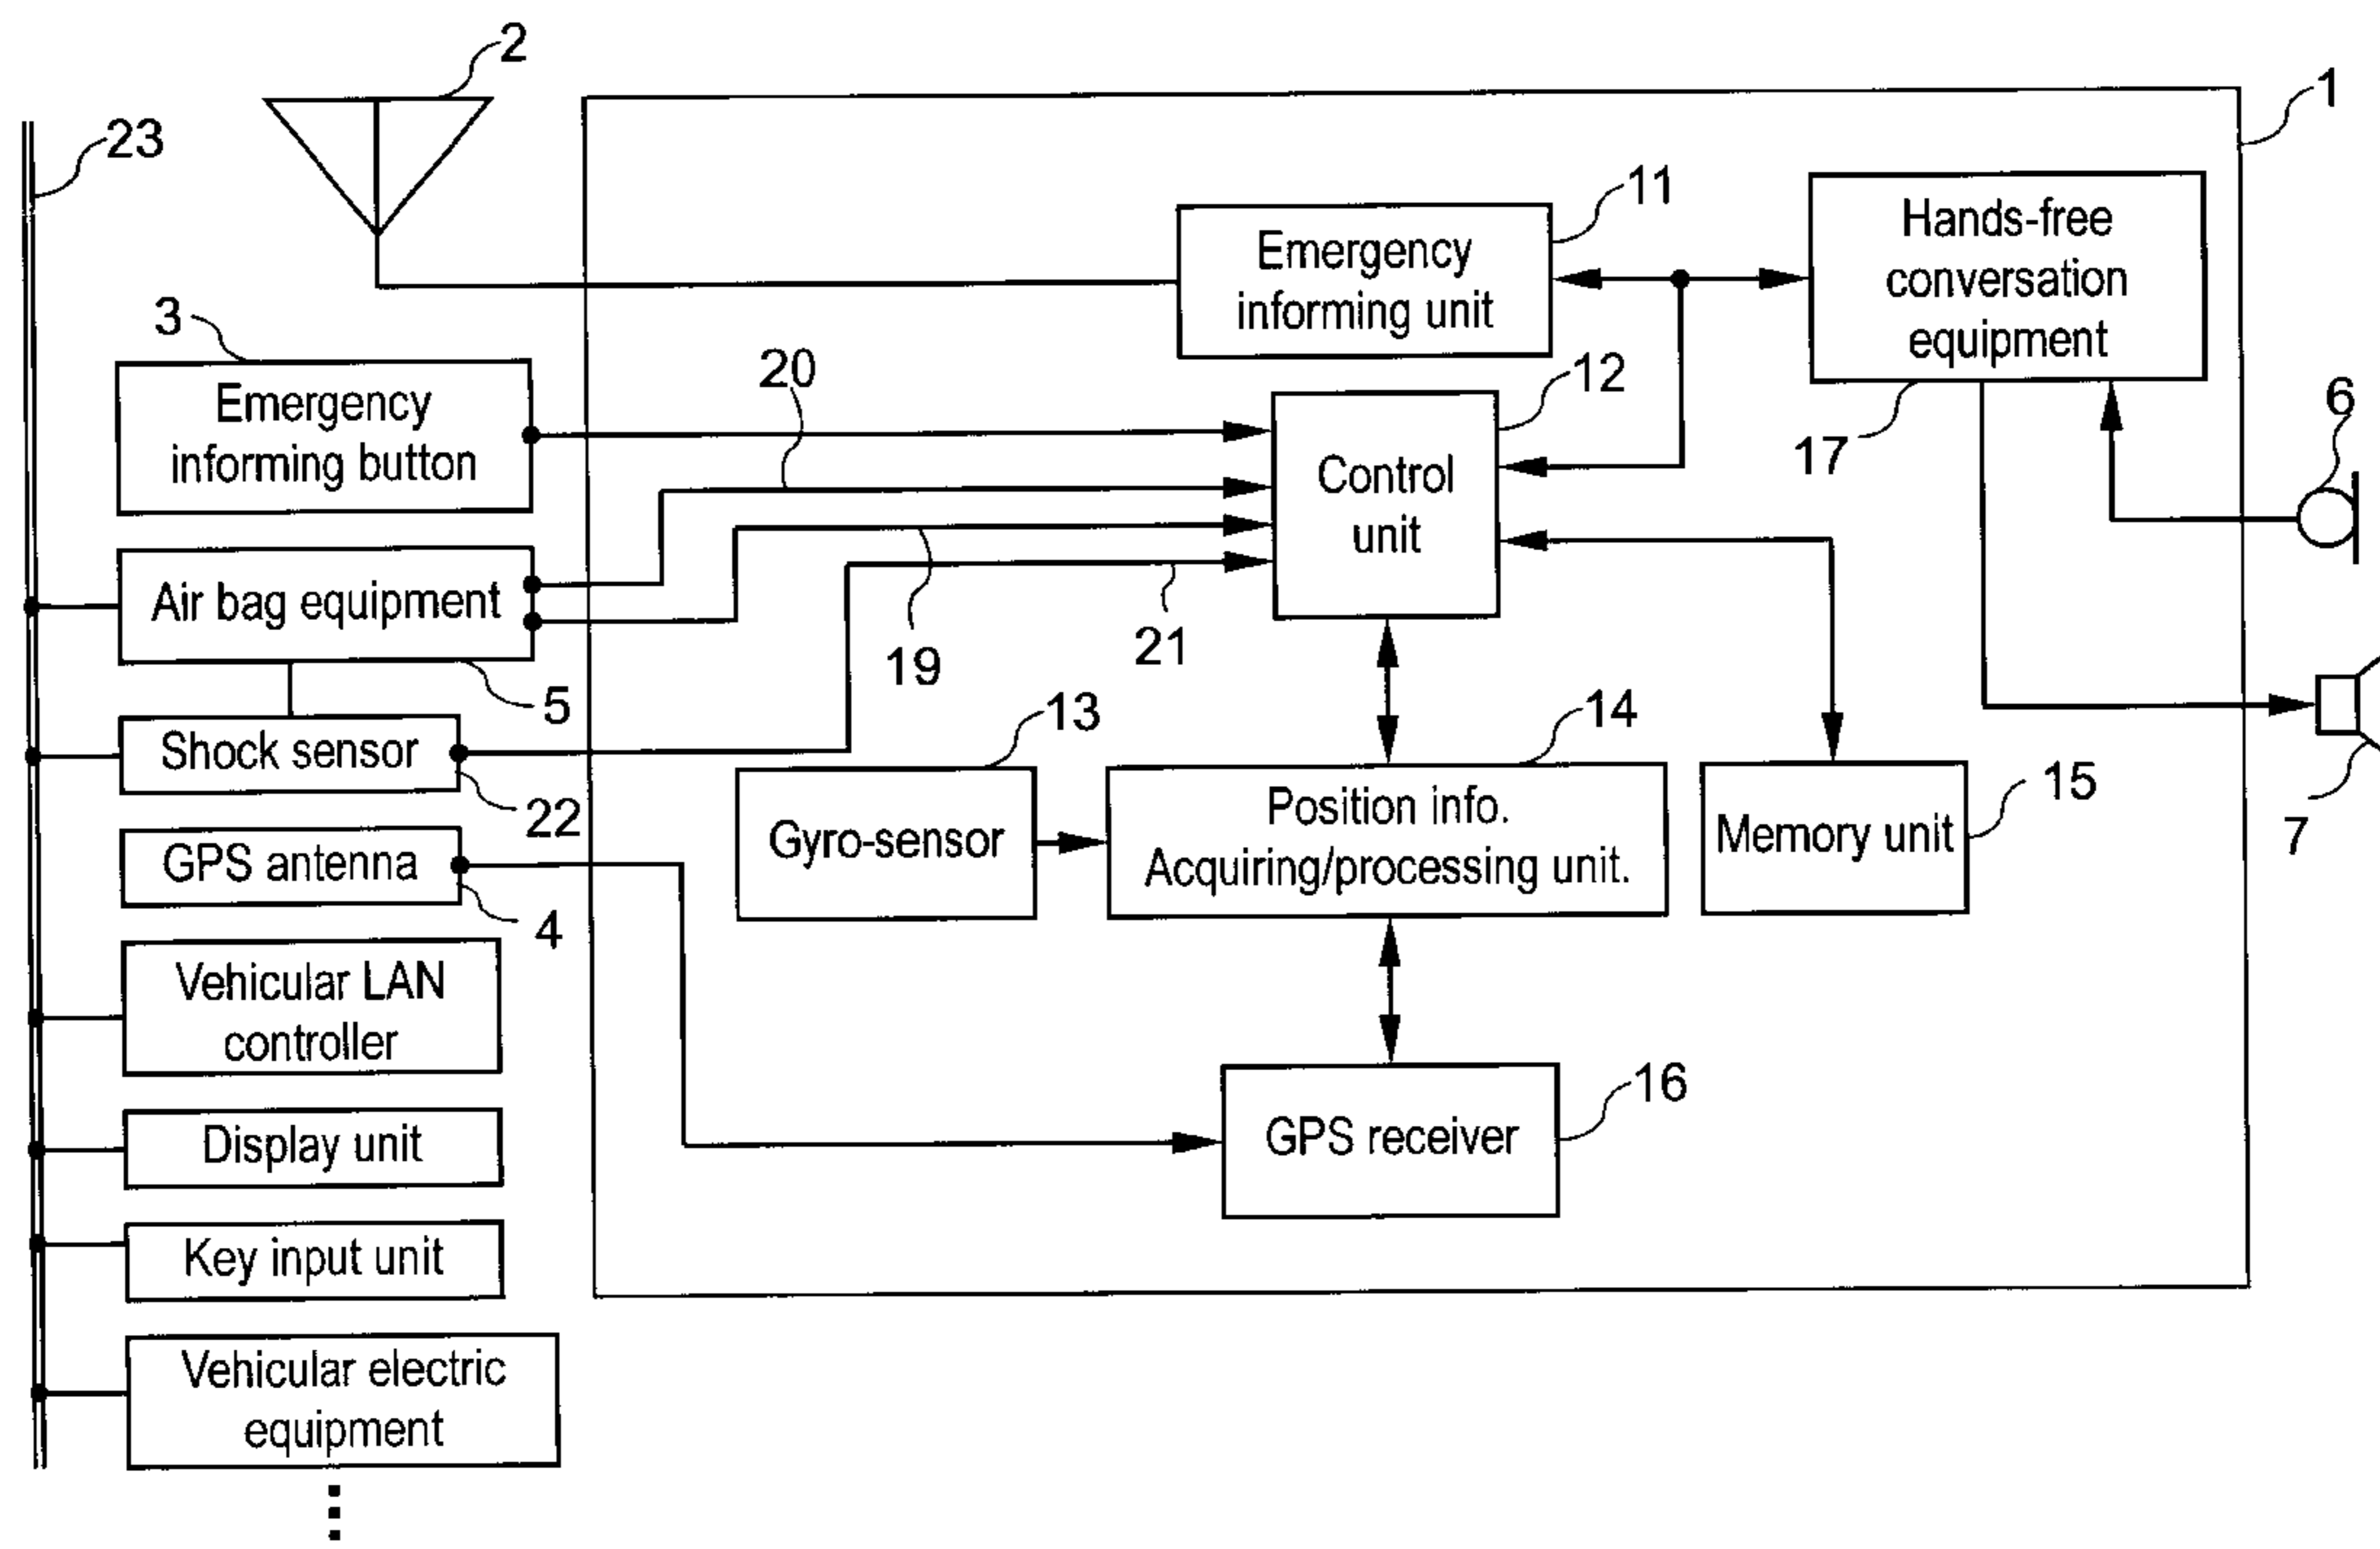 2
1
23
11
Hands-free
conversation
equipment
Emergency
informing unit
3
20
12
6
Emergency
informing button
17
Control
unit
Air bag equipment
19
21
5
13
14
Shock sensor
22
15
7
Gyro-sensor
Position info.
Acquiring/processing unit.
Memory unit
GPS antenna
4
Vehicular LAN
controller
16
GPS receiver
Display unit
Key input unit
Vehicular electric
equipment